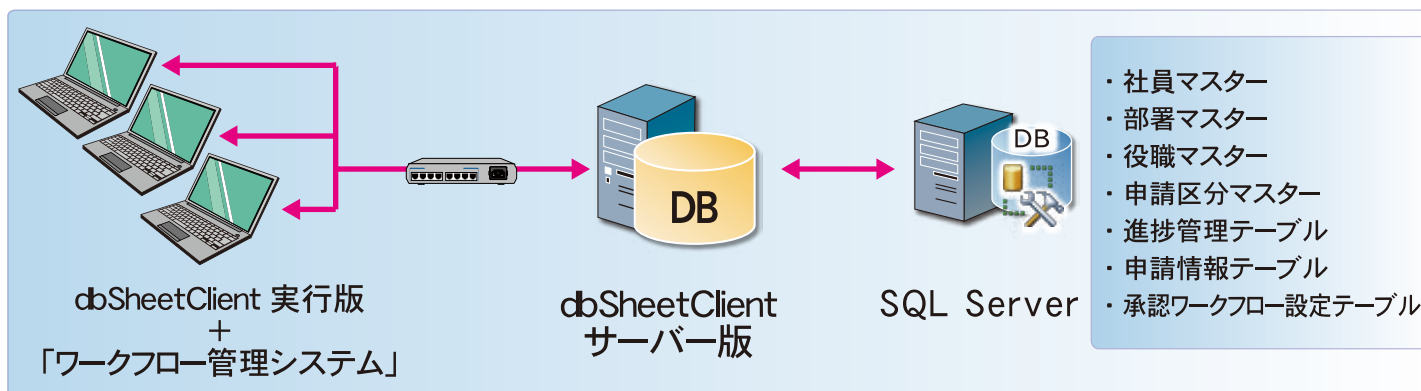 dbSheetClient 実行版
+
「ワークフロー管理システム」
DB
dbSheetClient
サーバー版
DB
SQL Server
・社員マスター
・部署マスター
・役職マスター
・申請区分マスター
・進捗管理テーブル
・申請情報テーブル
・承認ワークフロー設定テーブル